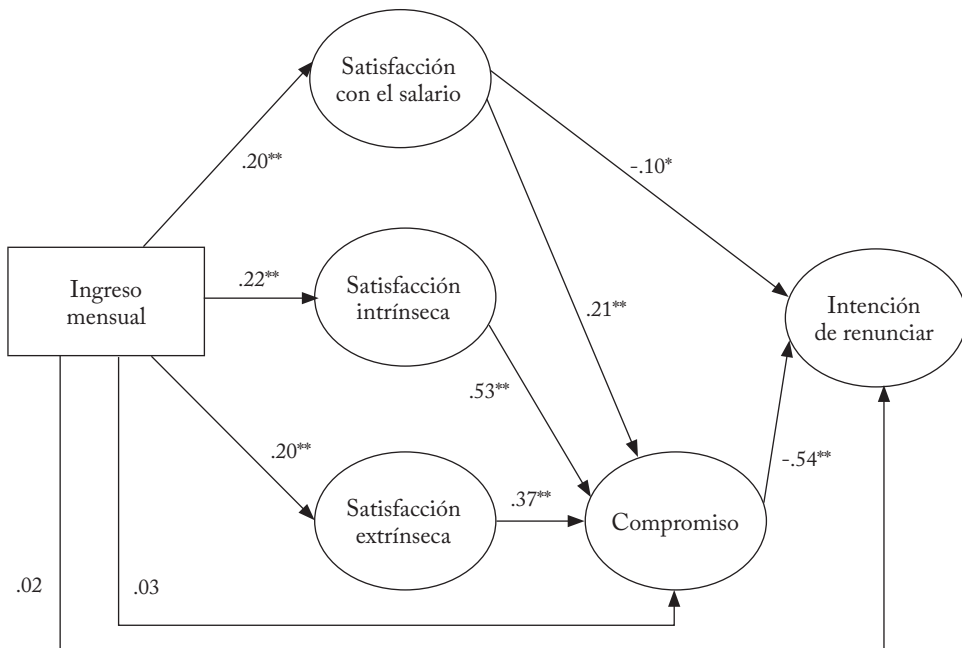 Satisfacción
con el salario
.20**
-.10*
Ingreso
mensual
.22**
Satisfacción
intrínseca
.21**
Intención
de renunciar
.53**
.20**
Satisfacción
extrínseca
.37**
Compromiso
-.54**
.02
.03